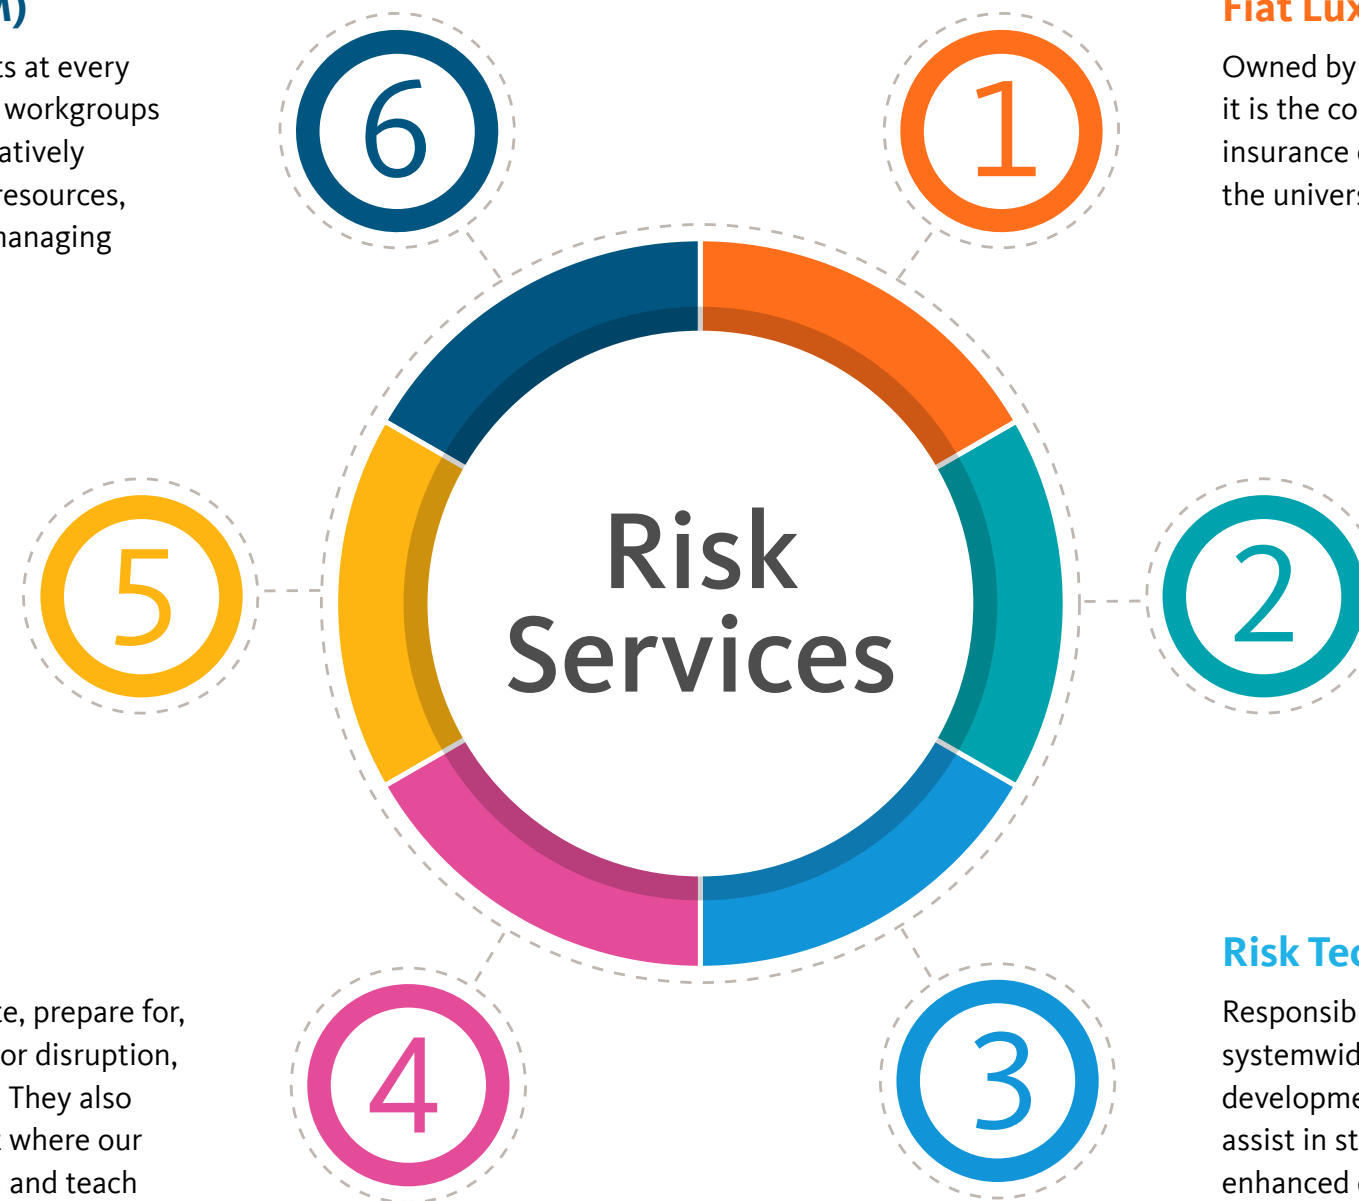 6
1
Fiat Lux
Owned by
it is the co
insurance
the univers
M)
ts at every
workgroups
atively
resources,
managing
Risk
Services
5
2
4
3
te, prepare for,
or disruption,
They also
where our
and teach
Risk Tec
Responsib
systemwid
developme
assist in st
enhanced